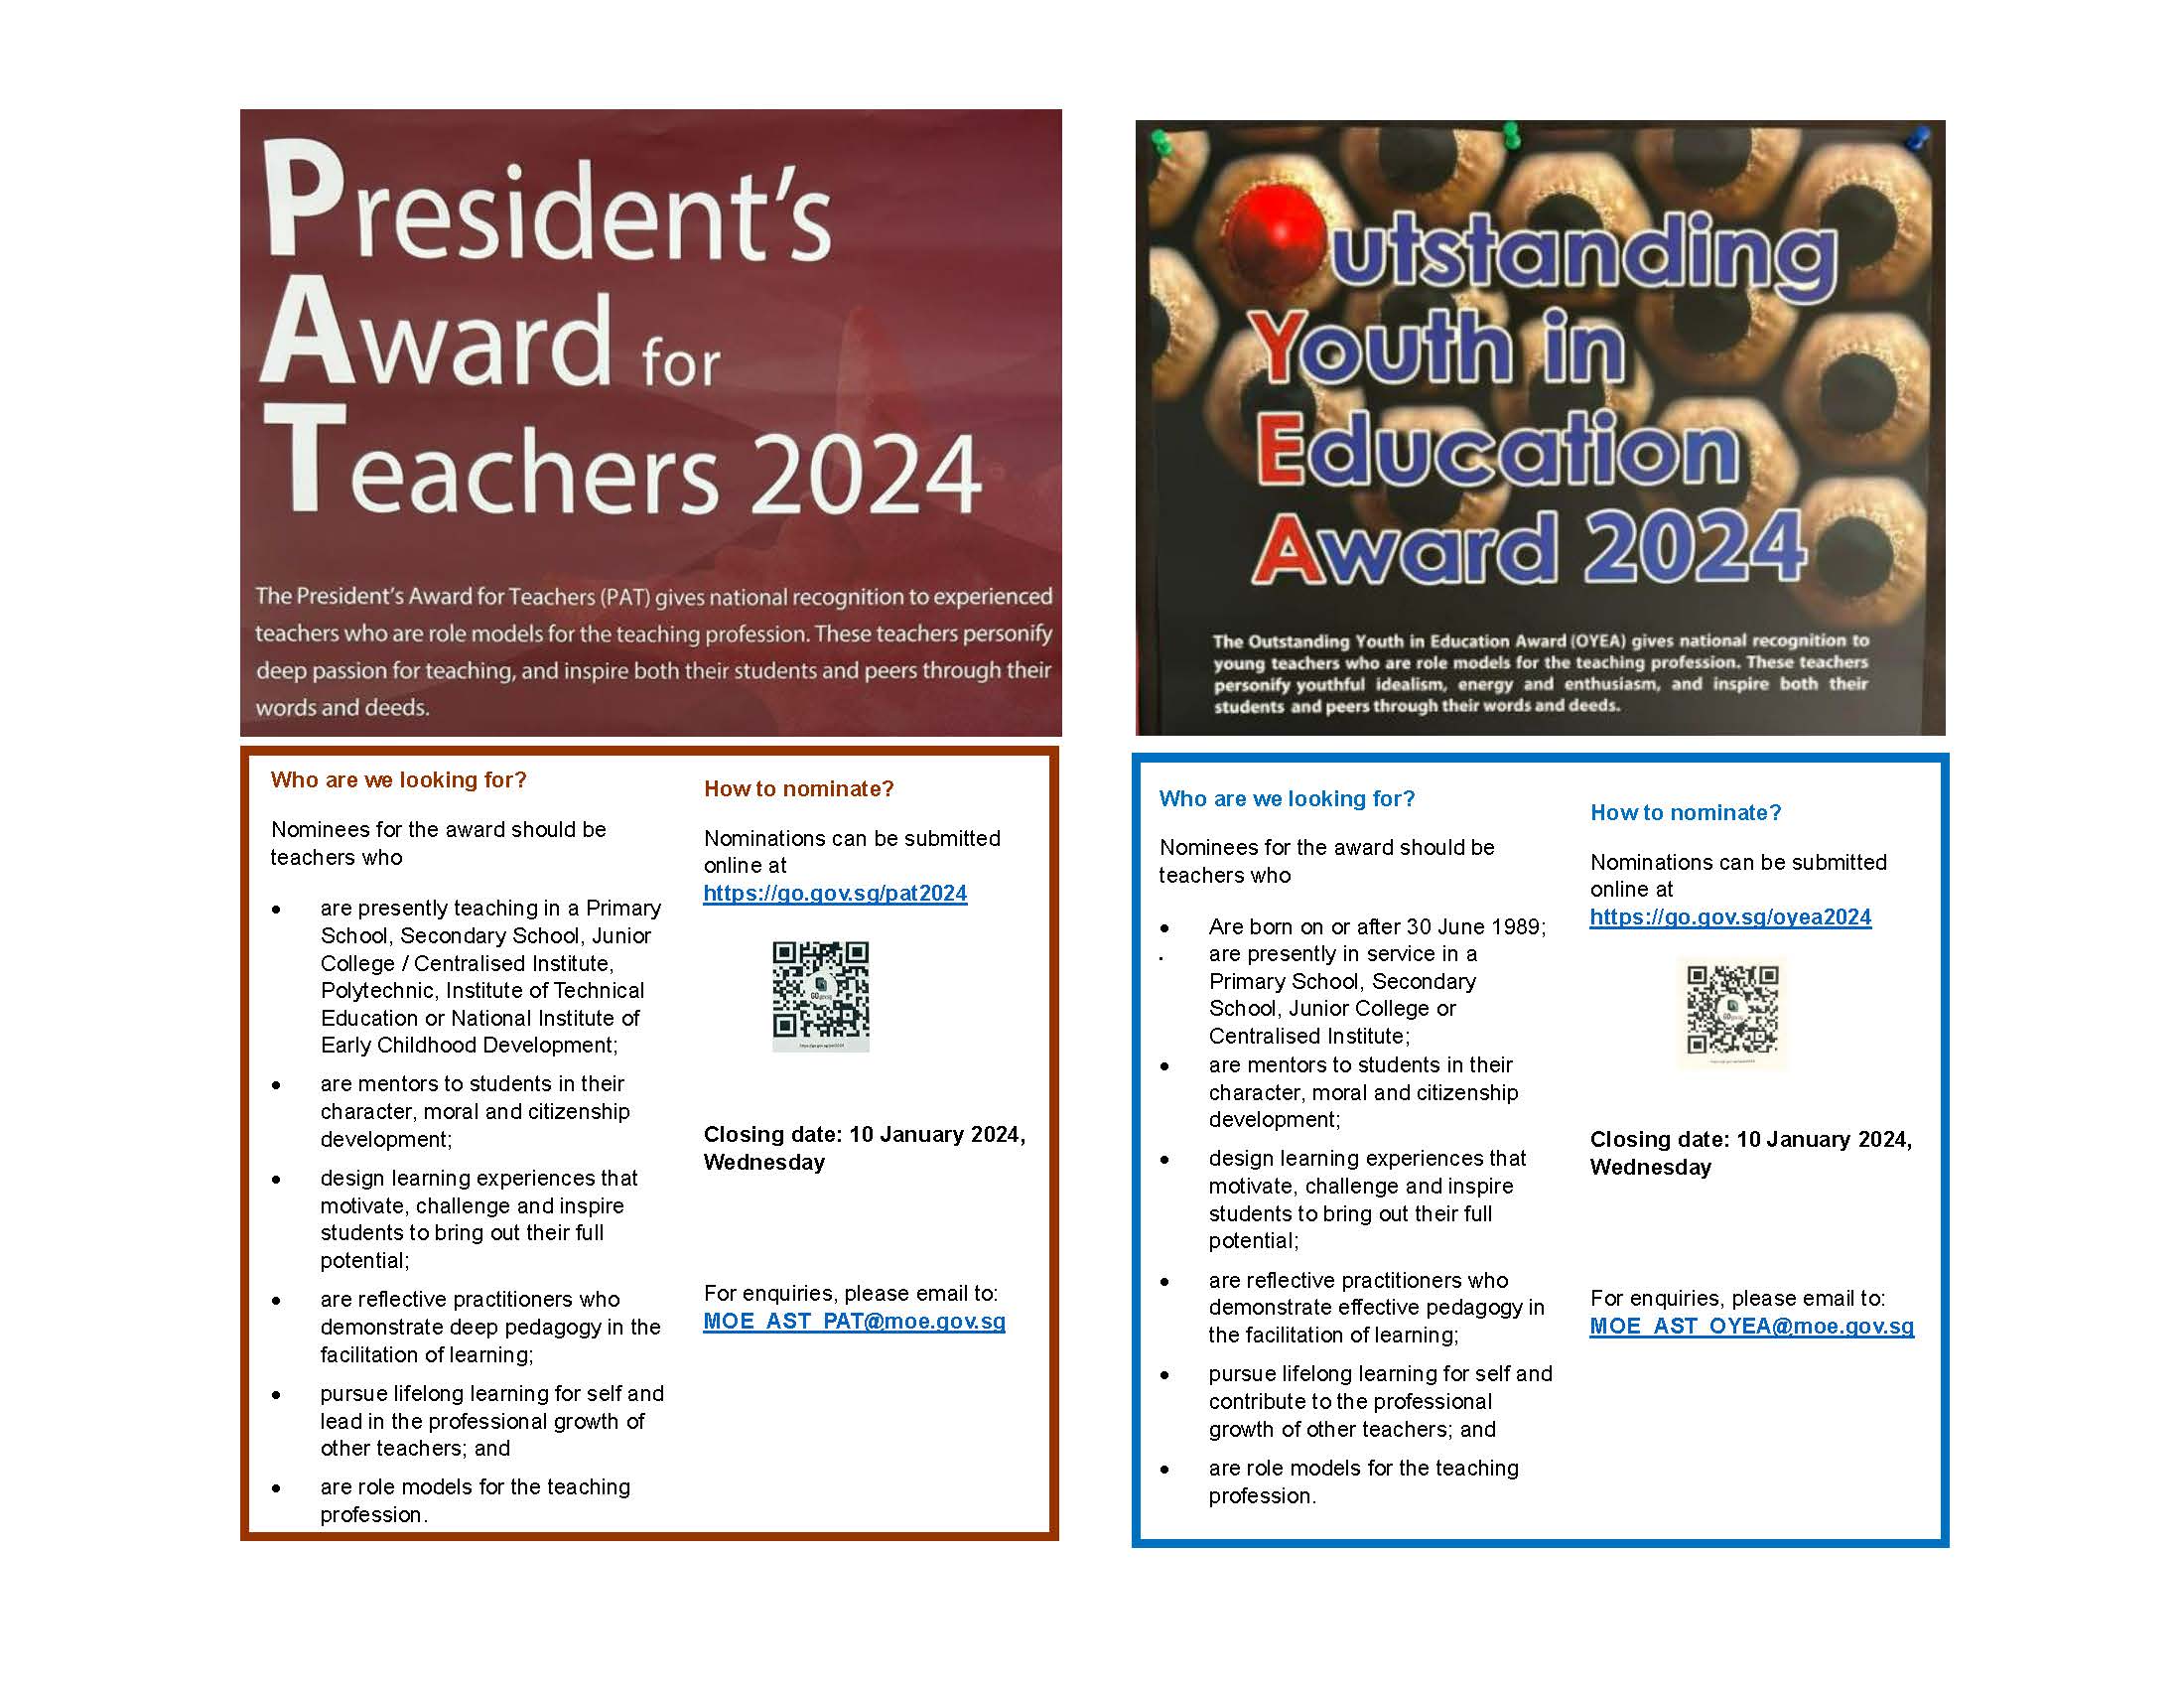 President's
Award for
Teachers 2024
The President's Award for Teachers (PAT) gives national recognition to experienced
teachers who are role models for the teaching profession. These teachers personify
deep passion for teaching, and inspire both their students and peers through their
words and deeds.
Who are we looking for?
Nominees for the award should be
teachers who
• are presently teaching in a Primary
School, Secondary School, Junior
College / Centralised Institute,
Polytechnic, Institute of Technical
Education or National Institute of
Early Childhood Development;
• are mentors to students in their
character, moral and citizenship
development;
• design learning experiences that
motivate, challenge and inspire
students to bring out their full
potential;
• are reflective practitioners who
demonstrate deep pedagogy in the
facilitation of learning;
• pursue lifelong learning for self and
lead in the professional growth of
other teachers; and
• are role models for the teaching
profession.
How to nominate?
Nominations can be submitted
online at
https://go.gov.sg/pat2024
Closing date: 10 January 2024,
Wednesday
For enquiries, please email to:
MOE_AST_PAT@moe.gov.sg
Outstanding
Youth in
Education
Award 2024
The Outstanding Youth in Education Award (OYEA) gives national recognition to
young teachers who are role models for the teaching profession. These teachers
personify youthful idealism, energy and enthusiasm, and inspire both their
students and peers through their words and deeds.
Who are we looking for?
Nominees for the award should be
teachers who
• Are born on or after 30 June 1989;
. are presently in service in a
Primary School, Secondary
School, Junior College or
Centralised Institute;
• are mentors to students in their
character, moral and citizenship
development;
• design learning experiences that
motivate, challenge and inspire
students to bring out their full
potential;
• are reflective practitioners who
demonstrate effective pedagogy in
the facilitation of learning;
• pursue lifelong learning for self and
contribute to the professional
growth of other teachers; and
• are role models for the teaching
profession.
How to nominate?
Nominations can be submitted
online at
https://go.gov.sg/oyea2024
Closing date: 10 January 2024,
Wednesday
For enquiries, please email to:
MOE_AST_OYEA@moe.gov.sg